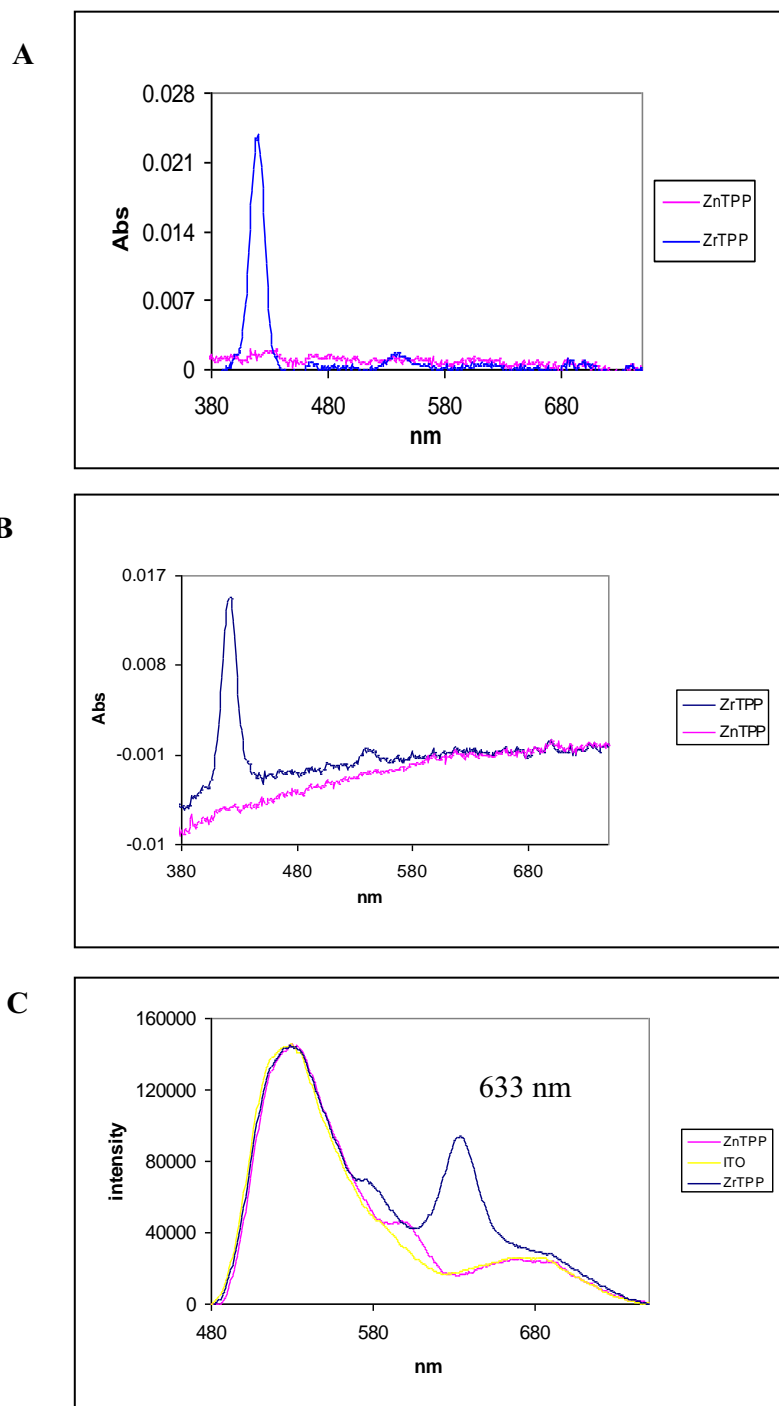 A
0.028
0.021
0.014
0.007
0
Abs
380 480 580 680
nm
ZnTPP
ZrTPP
B
0.017
0.008
-0.001
-0.01
Abs
380 480 580 680
nm
ZrTPP
ZnTPP
C
160000
120000
80000
40000
0
intensity
633 nm
480 580 680
nm
ZnTPP
ITO
ZrTPP